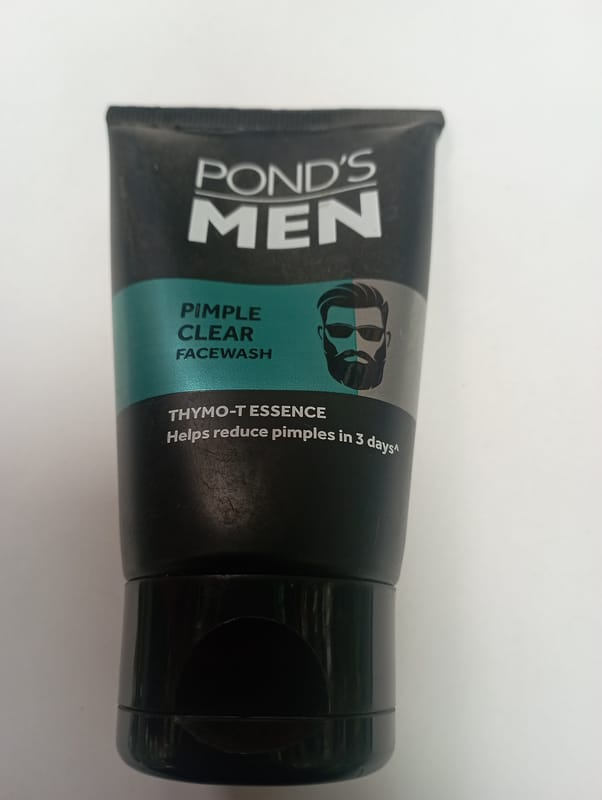 POND'S
MEN
PIMPLE
CLEAR
FACEWASH
THYMO-T ESSENCE
Helps reduce pimples in 3 days^